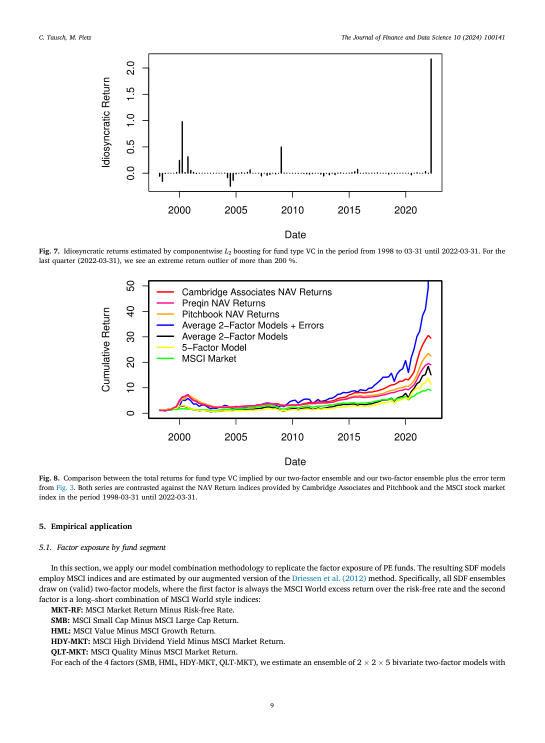 C. Tausch, M. Pietz
The Journal of Finance and Data Science 10 (2024) 100141
Idiosyncratic Return
2.0
1.5
1.0
0.5
0.0
2000
2005
2010
2015
2020
Date
Fig. 7. Idiosyncratic returns estimated by componentwise L2 boosting for fund type VC in the period from 1998 to 03-31 until 2022-03-31. For the
last quarter (2022-03-31), we see an extreme return outlier of more than 200 %.
Cumulative Return
50
40
30
20
10
0
Cambridge Associates NAV Returns
Preqin NAV Returns
Pitchbook NAV Returns
Average 2−Factor Models + Errors
Average 2−Factor Models
5−Factor Model
MSCI Market
2000
2005
2010
2015
2020
Date
Fig. 8. Comparison between the total returns for fund type VC implied by our two-factor ensemble and our two-factor ensemble plus the error term
from Fig. 3. Both series are contrasted against the NAV Return indices provided by Cambridge Associates and Pitchbook and the MSCI stock market
index in the period 1998-03-31 until 2022-03-31.
5. Empirical application
5.1. Factor exposure by fund segment
In this section, we apply our model combination methodology to replicate the factor exposure of PE funds. The resulting SDF models
employ MSCI indices and are estimated by our augmented version of the Driessen et al. (2012) method. Specifically, all SDF ensembles
draw on (valid) two-factor models, where the first factor is always the MSCI World excess return over the risk-free rate and the second
factor is a long–short combination of MSCI World style indices:
MKT-RF: MSCI Market Return Minus Risk-free Rate.
SMB: MSCI Small Cap Minus MSCI Large Cap Return.
HML: MSCI Value Minus MSCI Growth Return.
HDY-MKT: MSCI High Dividend Yield Minus MSCI Market Return.
QLT-MKT: MSCI Quality Minus MSCI Market Return.
For each of the 4 factors (SMB, HML, HDY-MKT, QLT-MKT), we estimate an ensemble of 2 × 2 × 5 bivariate two-factor models with
9